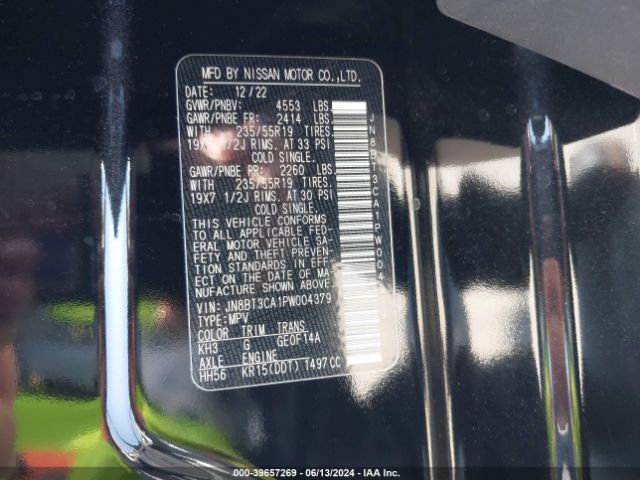 MFD BY NISSAN MOTOR CO.,LTD.
DATE: 12/22
GVWR/PNBV: 4553 LBS.
GAWR/PNBE FR: 2414 LBS.
WITH 235/55R19 TIRES.
19X7 1/2J RIMS. AT 33 PSI
COLD SINGLE.
GAWR/PNBE RR: 2260 LBS.
WITH 235/55R19 TIRES.
19X7 1/2J RIMS. AT 30 PSI
COLD SINGLE.
THIS VEHICLE CONFORMS
TO ALL APPLICABLE FED-
ERAL MOTOR VEHICLE SA-
FETY AND THEFT PREVEN-
TION STANDARDS IN EFF-
ECT ON THE DATE OF MA-
NUFACTURE SHOWN ABOVE.
VIN: JN8BT3CA1PW004379
TYPE:MPV
COLOR TRIM TRANS
KH3 G GEOF14A
AXLE ENGINE
HH56 KR15(DDT) 1497CC
000-39657269 - 06/13/2024 - IAA Inc.